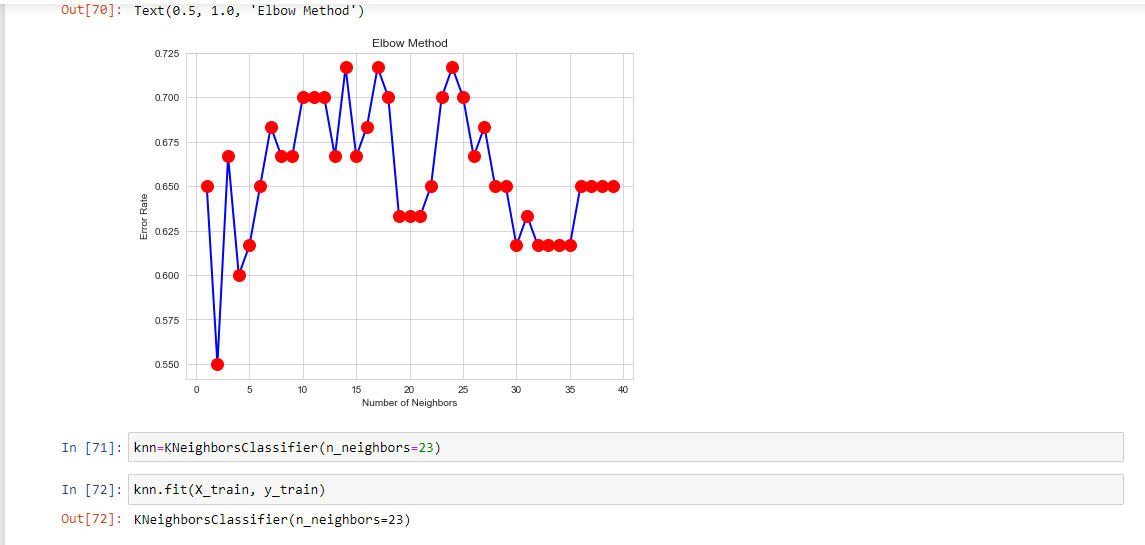 Out[70]: Text(0.5, 1.0, 'Elbow Method')
Elbow Method
0.725
0.700
0.675
0.650
0.625
0.600
0.575
0.550
Error Rate
0 5 10 15 20 25 30 35 40
Number of Neighbors
In [71]: knn=KNeighborsClassifier(n_neighbors=23)
In [72]: knn.fit(X_train, y_train)
Out[72]: KNeighborsClassifier(n_neighbors=23)